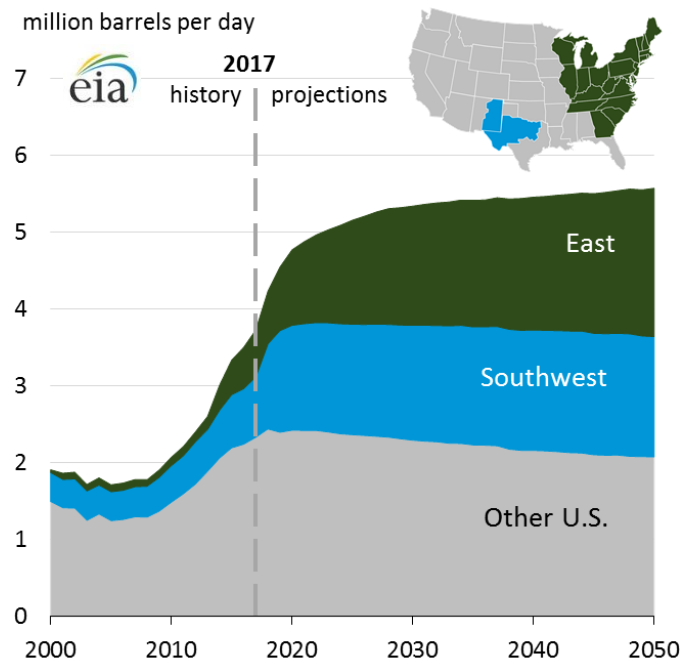 million barrels per day
eia
2017
history projections
7
6
5
4
3
2
1
0
East
Southwest
Other U.S.
2000 2010 2020 2030 2040 2050